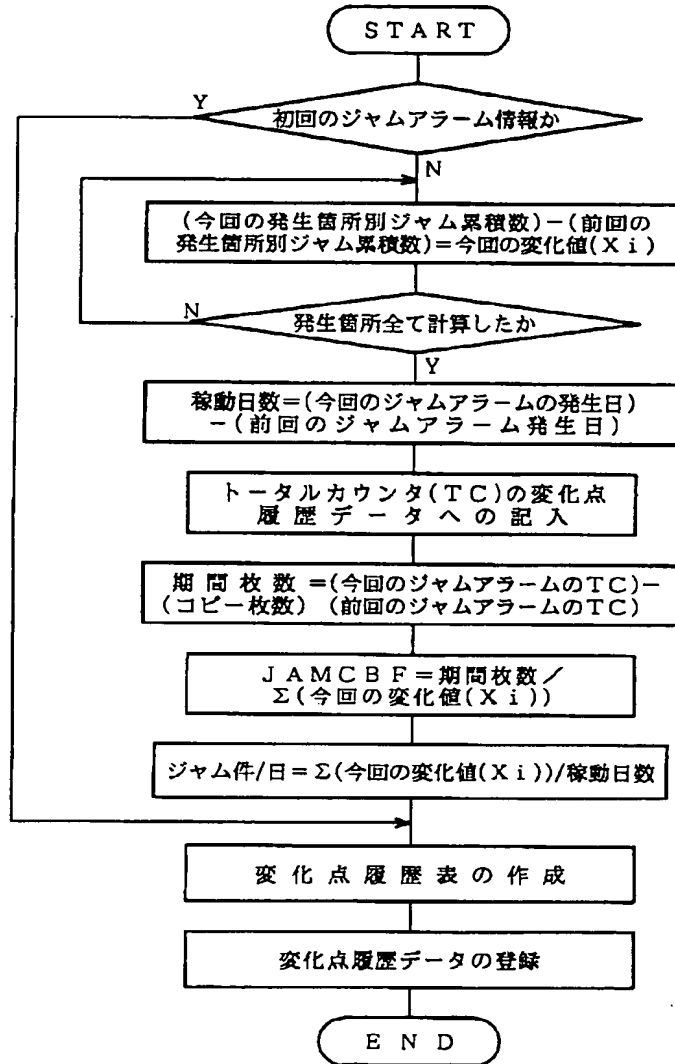 START
Y
初回のジャムアラーム情報か
N
(今回の発生箇所別ジャム累積数)−(前回の
発生箇所別ジャム累積数)=今回の変化値(Xi)
N
発生箇所全て計算したか
Y
稼動日数=(今回のジャムアラームの発生日)
−(前回のジャムアラーム発生日)
トータルカウンタ(TC)の変化点
履歴データへの記入
期間枚数=(今回のジャムアラームのTC)−
(コピー枚数) (前回のジャムアラームのTC)
JAMCBF=期間枚数/
Σ(今回の変化値(Xi))
ジャム件/日=Σ(今回の変化値(Xi))/稼動日数
変化点履歴表の作成
変化点履歴データの登録
END